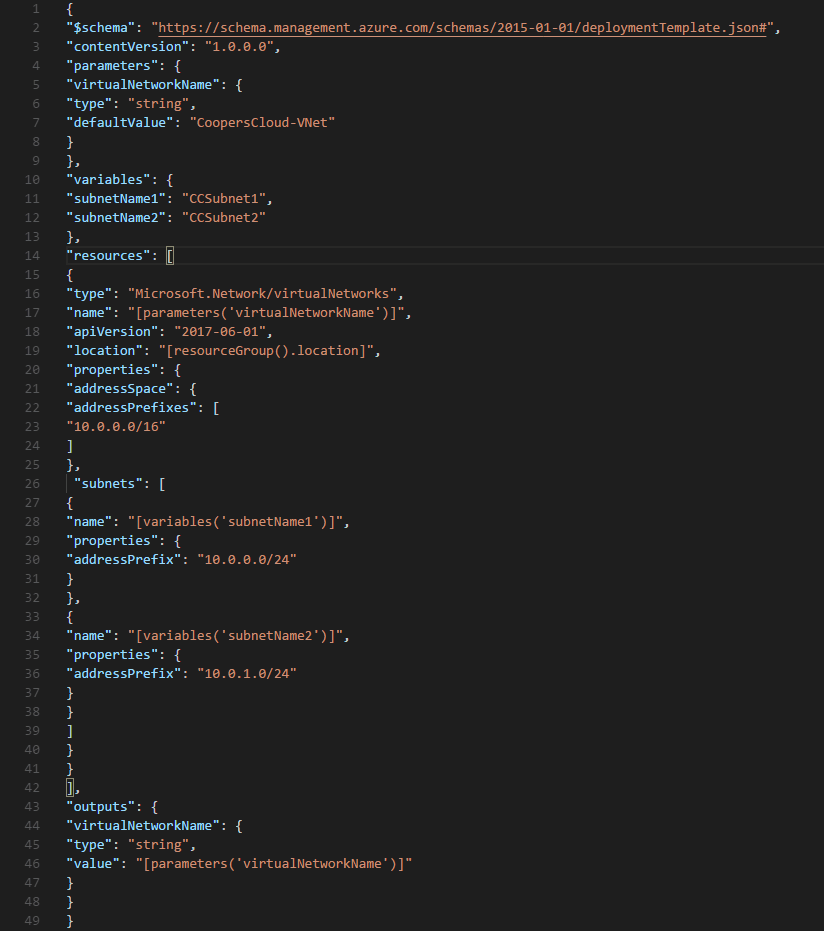 1 {
2 "$schema": "https://schema.management.azure.com/schemas/2015-01-01/deploymentTemplate.json#",
3 "contentVersion": "1.0.0.0",
4 "parameters": {
5 "virtualNetworkName": {
6 "type": "string",
7 "defaultValue": "CoopersCloud-VNet"
8 }
9 },
10 "variables": {
11 "subnetName1": "CCSubnet1",
12 "subnetName2": "CCSubnet2"
13 },
14 "resources": [
15 {
16 "type": "Microsoft.Network/virtualNetworks",
17 "name": "[parameters('virtualNetworkName')]",
18 "apiVersion": "2017-06-01",
19 "location": "[resourceGroup().location]",
20 "properties": {
21 "addressSpace": {
22 "addressPrefixes": [
23 "10.0.0.0/16"
24 ]
25 },
26 "subnets": [
27 {
28 "name": "[variables('subnetName1')]",
29 "properties": {
30 "addressPrefix": "10.0.0.0/24"
31 }
32 },
33 {
34 "name": "[variables('subnetName2')]",
35 "properties": {
36 "addressPrefix": "10.0.1.0/24"
37 }
38 }
39 ]
40 }
41 }
42 ],
43 "outputs": {
44 "virtualNetworkName": {
45 "type": "string",
46 "value": "[parameters('virtualNetworkName')]"
47 }
48 }
49 }